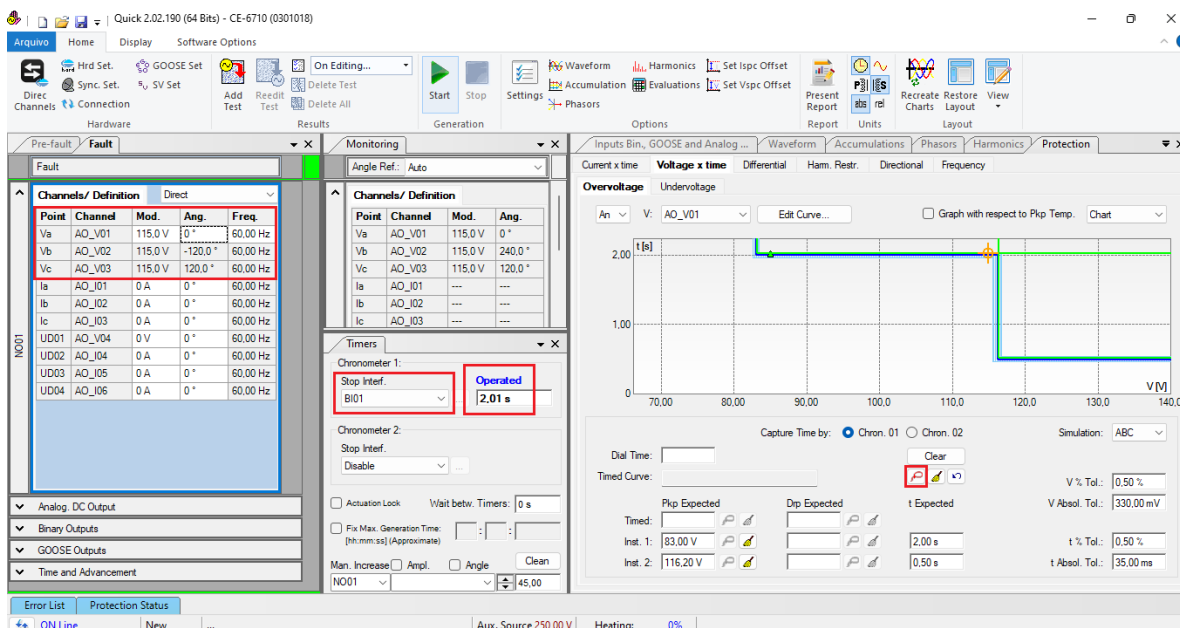 Quick 2.02.190 (64 Bits) - CE-6710 (0301018)
Arquivo Home Display Software Options
Direc Channels
Hrd Set.
Sync. Set.
Connection
GOOSE Set
SV Set
Hardware
Add Test
Reedit Test
On Editing...
Delete Test
Delete All
Results
Start
Stop
Generation
Settings
Waveform
Accumulation
Phasors
Harmonics
Evaluations
Set Ispc Offset
Set Vspc Offset
Options
Present Report
Report
abs rel
Units
Recreate Charts
Restore Layout
View
Layout
Pre-fault Fault
Fault
Channels/ Definition Direct
Point Channel Mod. Ang. Freq.
Va AO_V01 115,0 V 0 ° 60,00 Hz
Vb AO_V02 115,0 V -120,0 ° 60,00 Hz
Vc AO_V03 115,0 V 120,0 ° 60,00 Hz
Ia AO_I01 0 A 0 ° 60,00 Hz
Ib AO_I02 0 A 0 ° 60,00 Hz
Ic AO_I03 0 A 0 ° 60,00 Hz
UD01 AO_V04 0 V 0 ° 60,00 Hz
UD02 AO_I04 0 A 0 ° 60,00 Hz
UD03 AO_I05 0 A 0 ° 60,00 Hz
UD04 AO_I06 0 A 0 ° 60,00 Hz
NO01
Analog. DC Output
Binary Outputs
GOOSE Outputs
Time and Advancement
Monitoring
Angle Ref.: Auto
Channels/ Definition
Point Channel Mod. Ang.
Va AO_V01 115,0 V 0 °
Vb AO_V02 115,0 V 240,0 °
Vc AO_V03 115,0 V 120,0 °
Ia AO_I01 --- ---
Ib AO_I02 --- ---
Ic AO_I03 --- ---
Timers
Chronometer 1:
Stop Interf. Operated
BI01 2,01 s
Chronometer 2:
Stop Interf.
Disable ...
Actuation Lock Wait betw. Timers: 0 s
Fix Max. Generation Time: : :
[hh:mm:ss] (Approximate)
Clean
Man. Increase Ampl. Angle
NO01 45,00
Inputs Bin., GOOSE and Analog ... Waveform Accumulations Phasors Harmonics Protection
Current x time Voltage x time Differential Ham. Restr. Directional Frequency
Overvoltage Undervoltage
An V: AO_V01 Edit Curve... Graph with respect to Pkp Temp. Chart
t [s]
2,00
1,00
0
V [V]
70,00 80,00 90,00 100,0 110,0 120,0 130,0 140,0
Capture Time by: Chron. 01 Chron. 02 Simulation: ABC
Dial Time: Clear
Timed Curve:
V % Tol.: 0,50 %
Pkp Expected Drp Expected t Expected V Absol. Tol.: 330,00 mV
Timed:
Inst. 1: 83,00 V 2,00 s t % Tol.: 0,50 %
Inst. 2: 116,20 V 0,50 s t Absol. Tol.: 35,00 ms
Error List Protection Status
ON Line New ... Aux. Source 250.00 V Heating: 0%